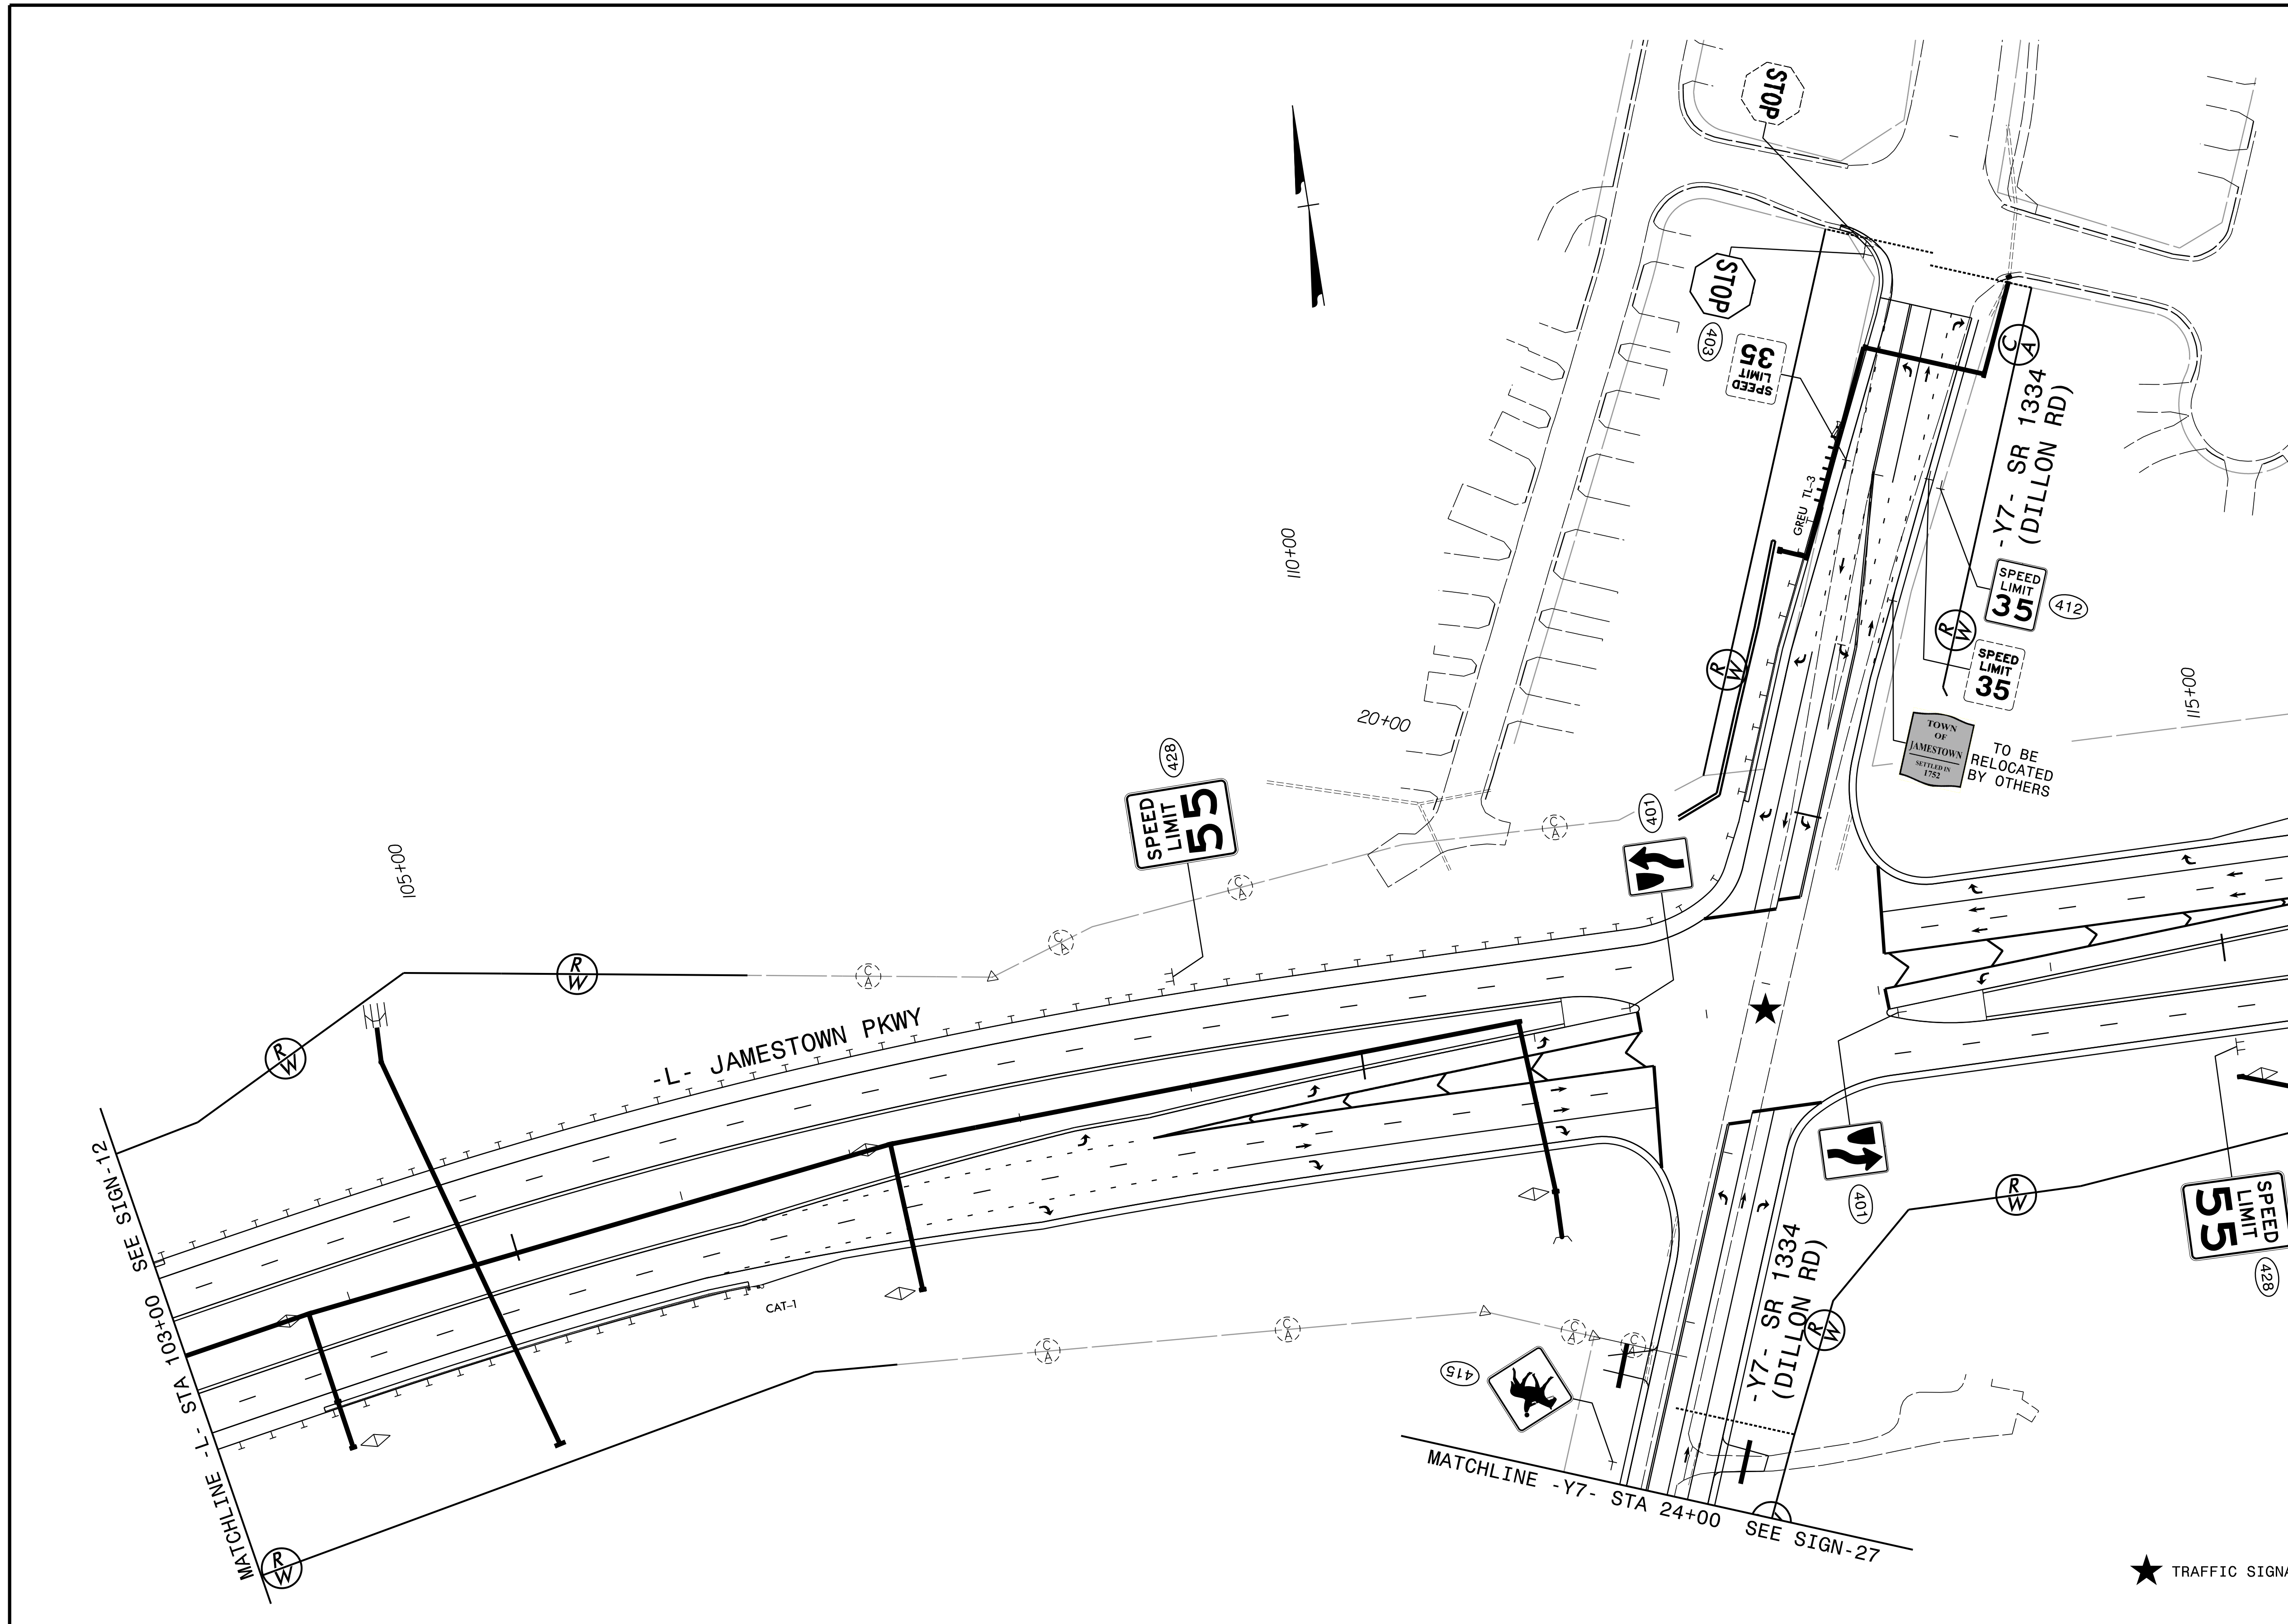 STOP
STOP
403
SPEED
LIMIT
35
C
A
-Y7- SR 1334
(DILLON RD)
GREU TL-3
110+00
SPEED
LIMIT
35
412
R
W
SPEED
LIMIT
35
R
W
115+00
20+00
TOWN
OF
JAMESTOWN
SETTLED IN
1752
TO BE
RELOCATED
BY OTHERS
428
SPEED
LIMIT
55
401
C
A
105+00
C
A
C
A
R
W
C
A
R
W
-L- JAMESTOWN PKWY
401
R
W
SPEED
LIMIT
55
428
-Y7- SR 1334
(DILLON RD)
R
W
CAT-1
C
A
C
A
C
A
C
A
415
MATCHLINE -L- STA 103+00 SEE SIGN-12
R
W
MATCHLINE -Y7- STA 24+00 SEE SIGN-27
TRAFFIC SIGNA